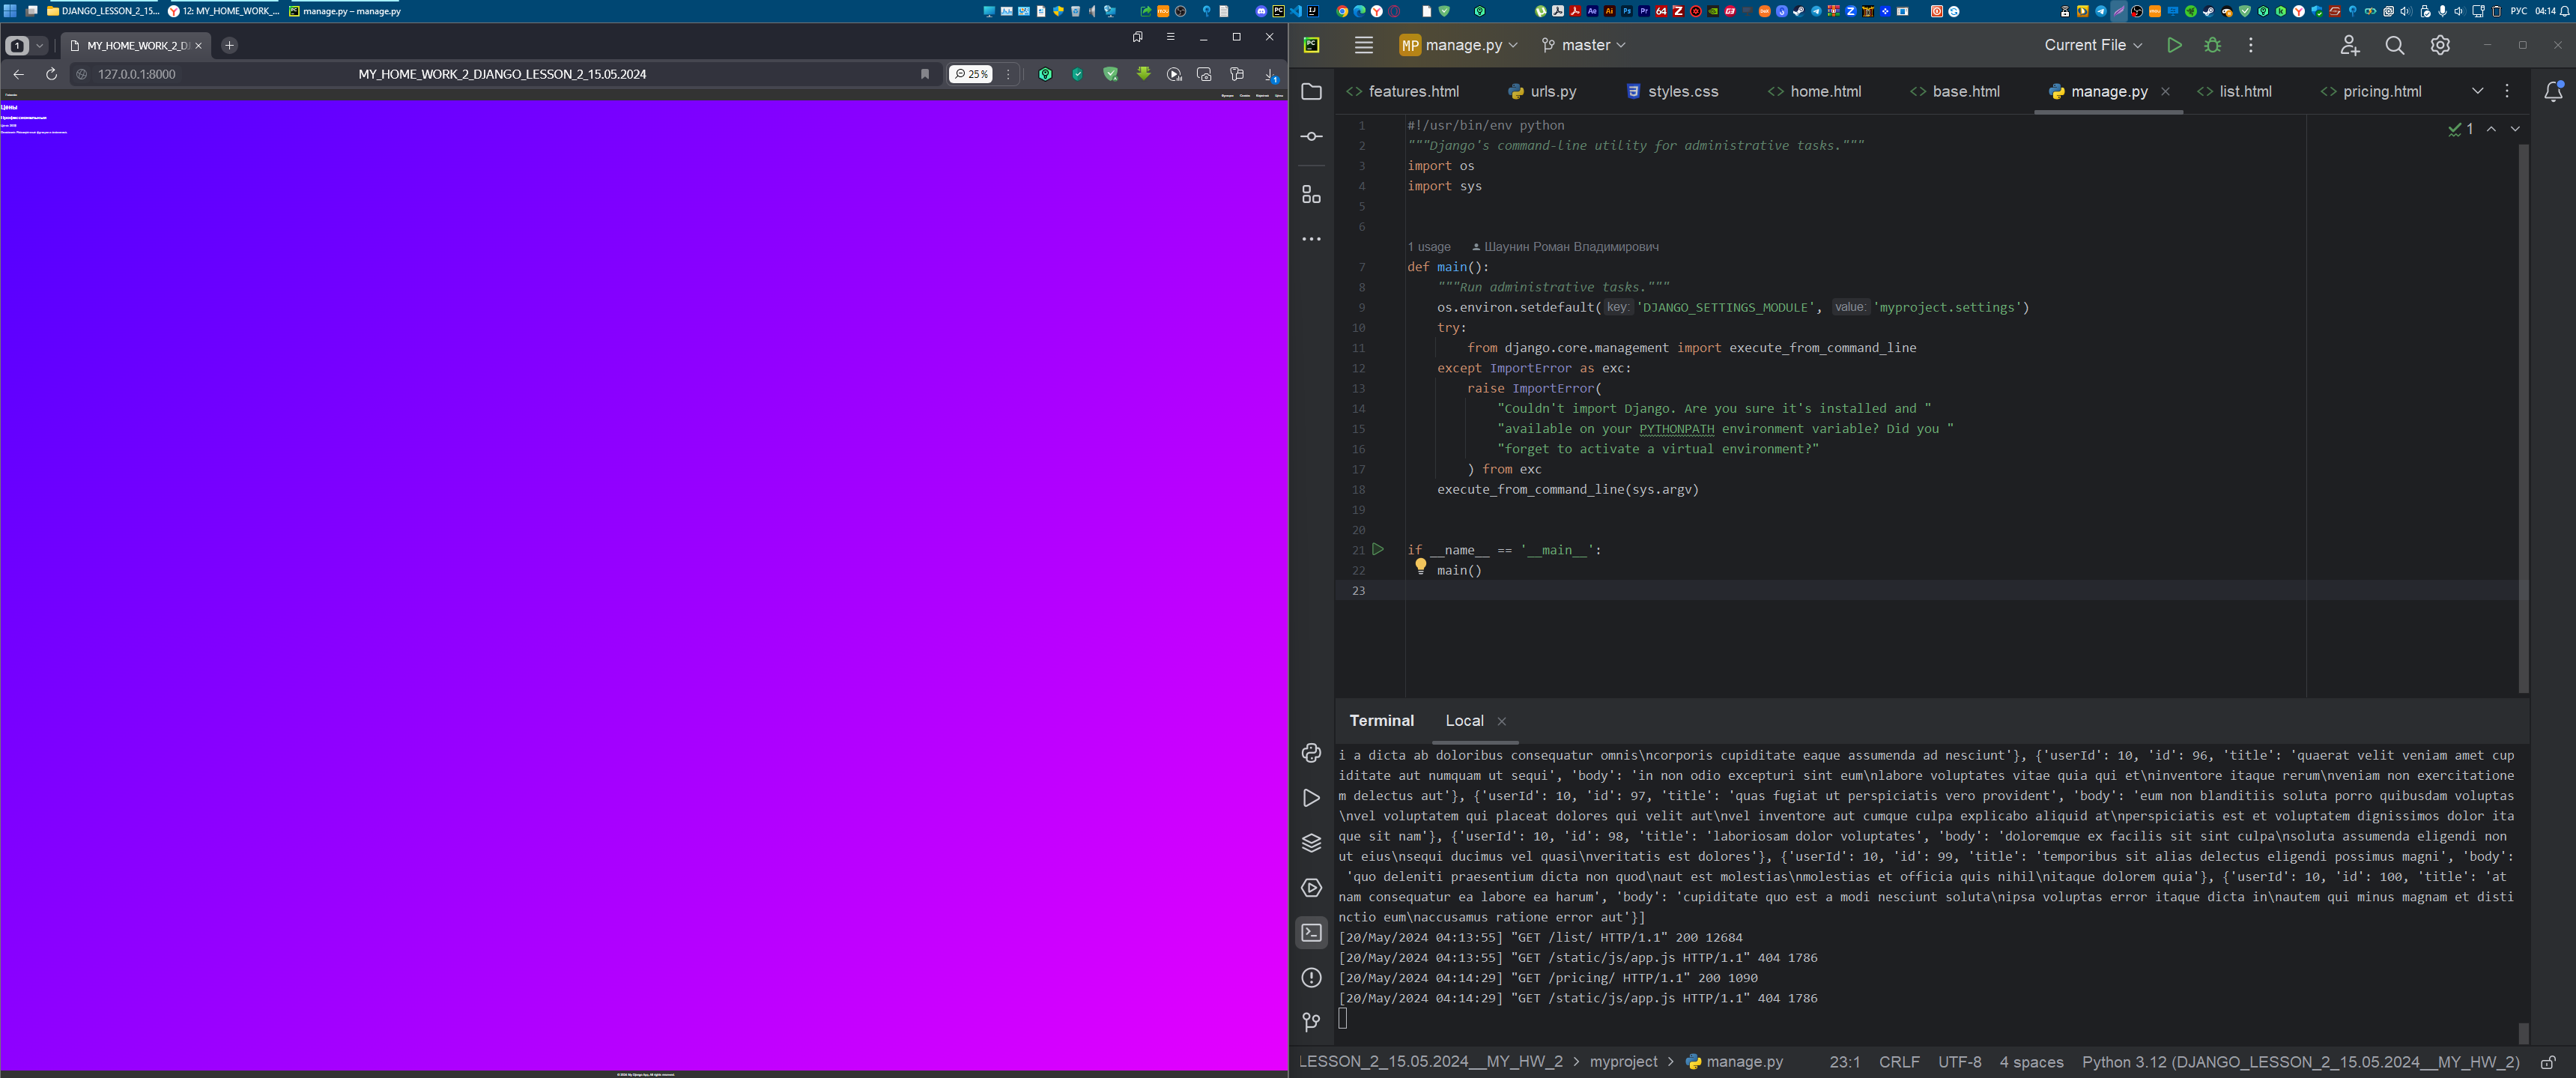 DJANGO_LESSON_2_15...
12: MY_HOME_WORK_...
manage.py – manage.py
РУС
04:14
1
MY_HOME_WORK_2_D
127.0.0.1:8000
MY_HOME_WORK_2_DJANGO_LESSON_2_15.05.2024
25 %
Цены
MP manage.py
master
Current File
features.html
urls.py
styles.css
home.html
base.html
manage.py
list.html
pricing.html
1 #!/usr/bin/env python
2 """Django's command-line utility for administrative tasks."""
3 import os
4 import sys
5
6
1 usage Шаунин Роман Владимирович
7 def main():
8 """Run administrative tasks."""
9 os.environ.setdefault( key: 'DJANGO_SETTINGS_MODULE', value: 'myproject.settings')
10 try:
11 from django.core.management import execute_from_command_line
12 except ImportError as exc:
13 raise ImportError(
14 "Couldn't import Django. Are you sure it's installed and "
15 "available on your PYTHONPATH environment variable? Did you "
16 "forget to activate a virtual environment?"
17 ) from exc
18 execute_from_command_line(sys.argv)
19
20
21 if __name__ == '__main__':
22 main()
23
1
Terminal
Local
i a dicta ab doloribus consequatur omnis\ncorporis cupiditate eaque assumenda ad nesciunt'}, {'userId': 10, 'id': 96, 'title': 'quaerat velit veniam amet cup
iditate aut numquam ut sequi', 'body': 'in non odio excepturi sint eum\nlabore voluptates vitae quia qui et\ninventore itaque rerum\nveniam non exercitatione
m delectus aut'}, {'userId': 10, 'id': 97, 'title': 'quas fugiat ut perspiciatis vero provident', 'body': 'eum non blanditiis soluta porro quibusdam voluptas
\nvel voluptatem qui placeat dolores qui velit aut\nvel inventore aut cumque culpa explicabo aliquid at\nperspiciatis est et voluptatem dignissimos dolor ita
que sit nam'}, {'userId': 10, 'id': 98, 'title': 'laboriosam dolor voluptates', 'body': 'doloremque ex facilis sit sint culpa\nsoluta assumenda eligendi non
ut eius\nsequi ducimus vel quasi\nveritatis est dolores'}, {'userId': 10, 'id': 99, 'title': 'temporibus sit alias delectus eligendi possimus magni', 'body':
'quo deleniti praesentium dicta non quod\naut est molestias\nmolestias et officia quis nihil\nitaque dolorem quia'}, {'userId': 10, 'id': 100, 'title': 'at
nam consequatur ea labore ea harum', 'body': 'cupiditate quo est a modi nesciunt soluta\nipsa voluptas error itaque dicta in\nautem qui minus magnam et disti
nctio eum\naccusamus ratione error aut'}]
[20/May/2024 04:13:55] "GET /list/ HTTP/1.1" 200 12684
[20/May/2024 04:13:55] "GET /static/js/app.js HTTP/1.1" 404 1786
[20/May/2024 04:14:29] "GET /pricing/ HTTP/1.1" 200 1090
[20/May/2024 04:14:29] "GET /static/js/app.js HTTP/1.1" 404 1786
LESSON_2_15.05.2024__MY_HW_2 > myproject > manage.py
23:1
CRLF
UTF-8
4 spaces
Python 3.12 (DJANGO_LESSON_2_15.05.2024__MY_HW_2)